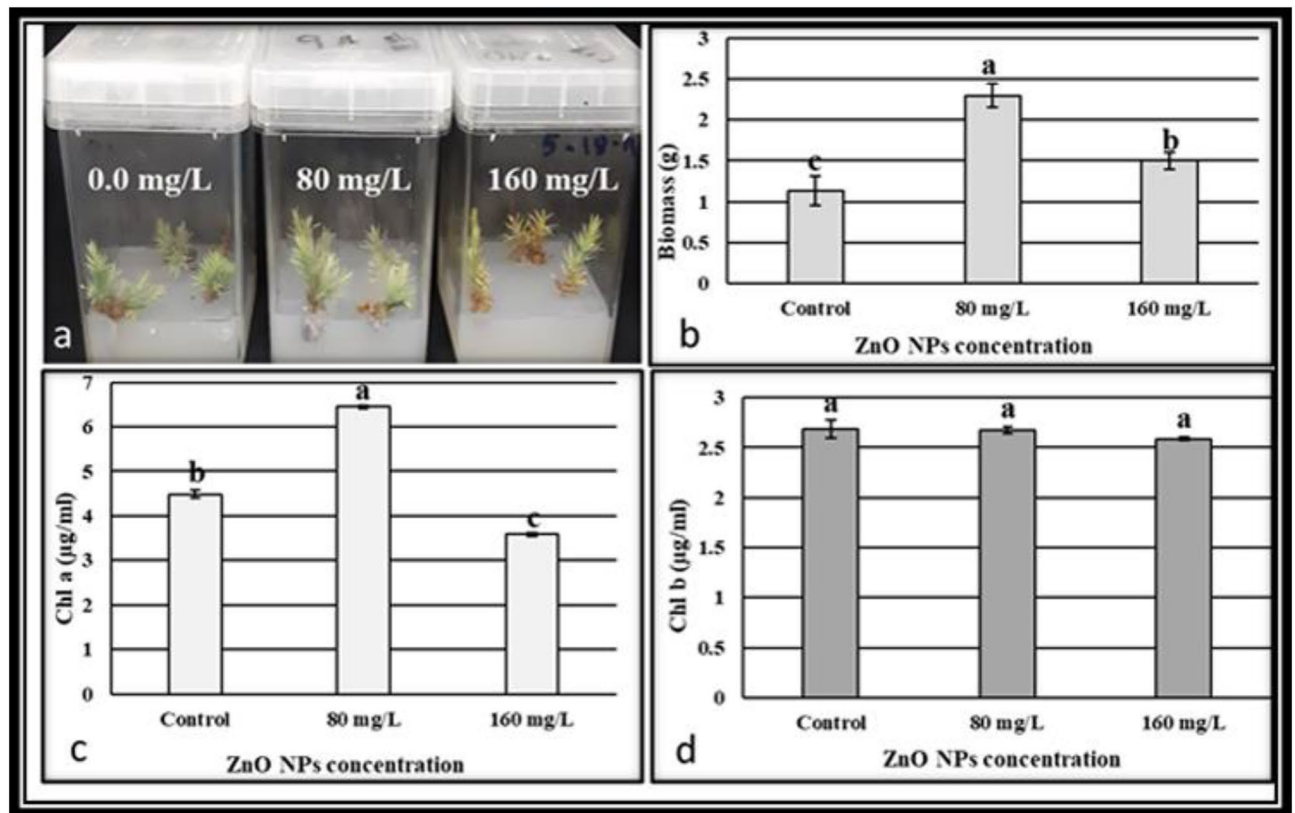 0.0 mg/L
80 mg/L
160 mg/L
a
3
2.5
2
1.5
1
0.5
0
Biomass (g)
c
a
b
Control
80 mg/L
160 mg/L
ZnO NPs concentration
b
7
6
5
4
3
2
1
0
Chl a (µg/ml)
b
a
c
Control
80 mg/L
160 mg/L
ZnO NPs concentration
c
3
2.5
2
1.5
1
0.5
0
Chl b (µg/ml)
a
a
a
Control
80 mg/L
160 mg/L
ZnO NPs concentration
d